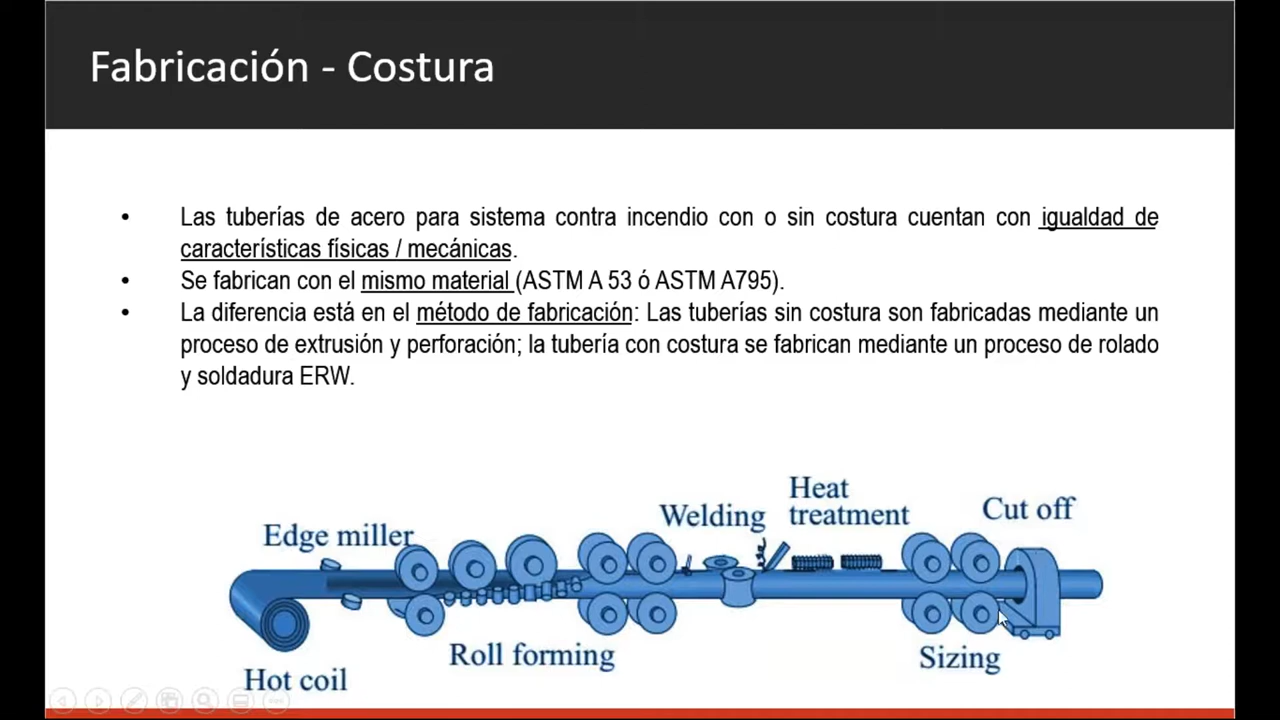 Fabricación - Costura
• Las tuberías de acero para sistema contra incendio con o sin costura cuentan con igualdad de
características físicas / mecánicas.
• Se fabrican con el mismo material (ASTM A 53 ó ASTM A795).
• La diferencia está en el método de fabricación: Las tuberías sin costura son fabricadas mediante un
proceso de extrusión y perforación; la tubería con costura se fabrican mediante un proceso de rolado
y soldadura ERW.
Heat
treatment
Cut off
Welding
Edge miller
Roll forming
Sizing
Hot coil